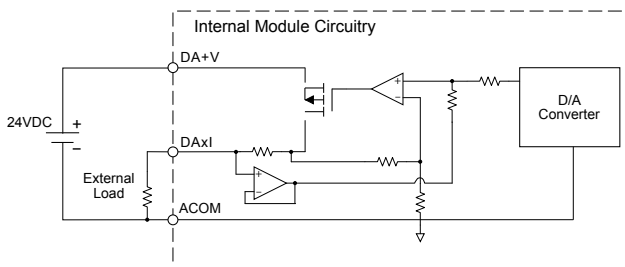 Internal Module Circuitry
DA+V
+
−
D/A
Converter
24VDC
+
−
DAxI
External
Load
+
−
ACOM